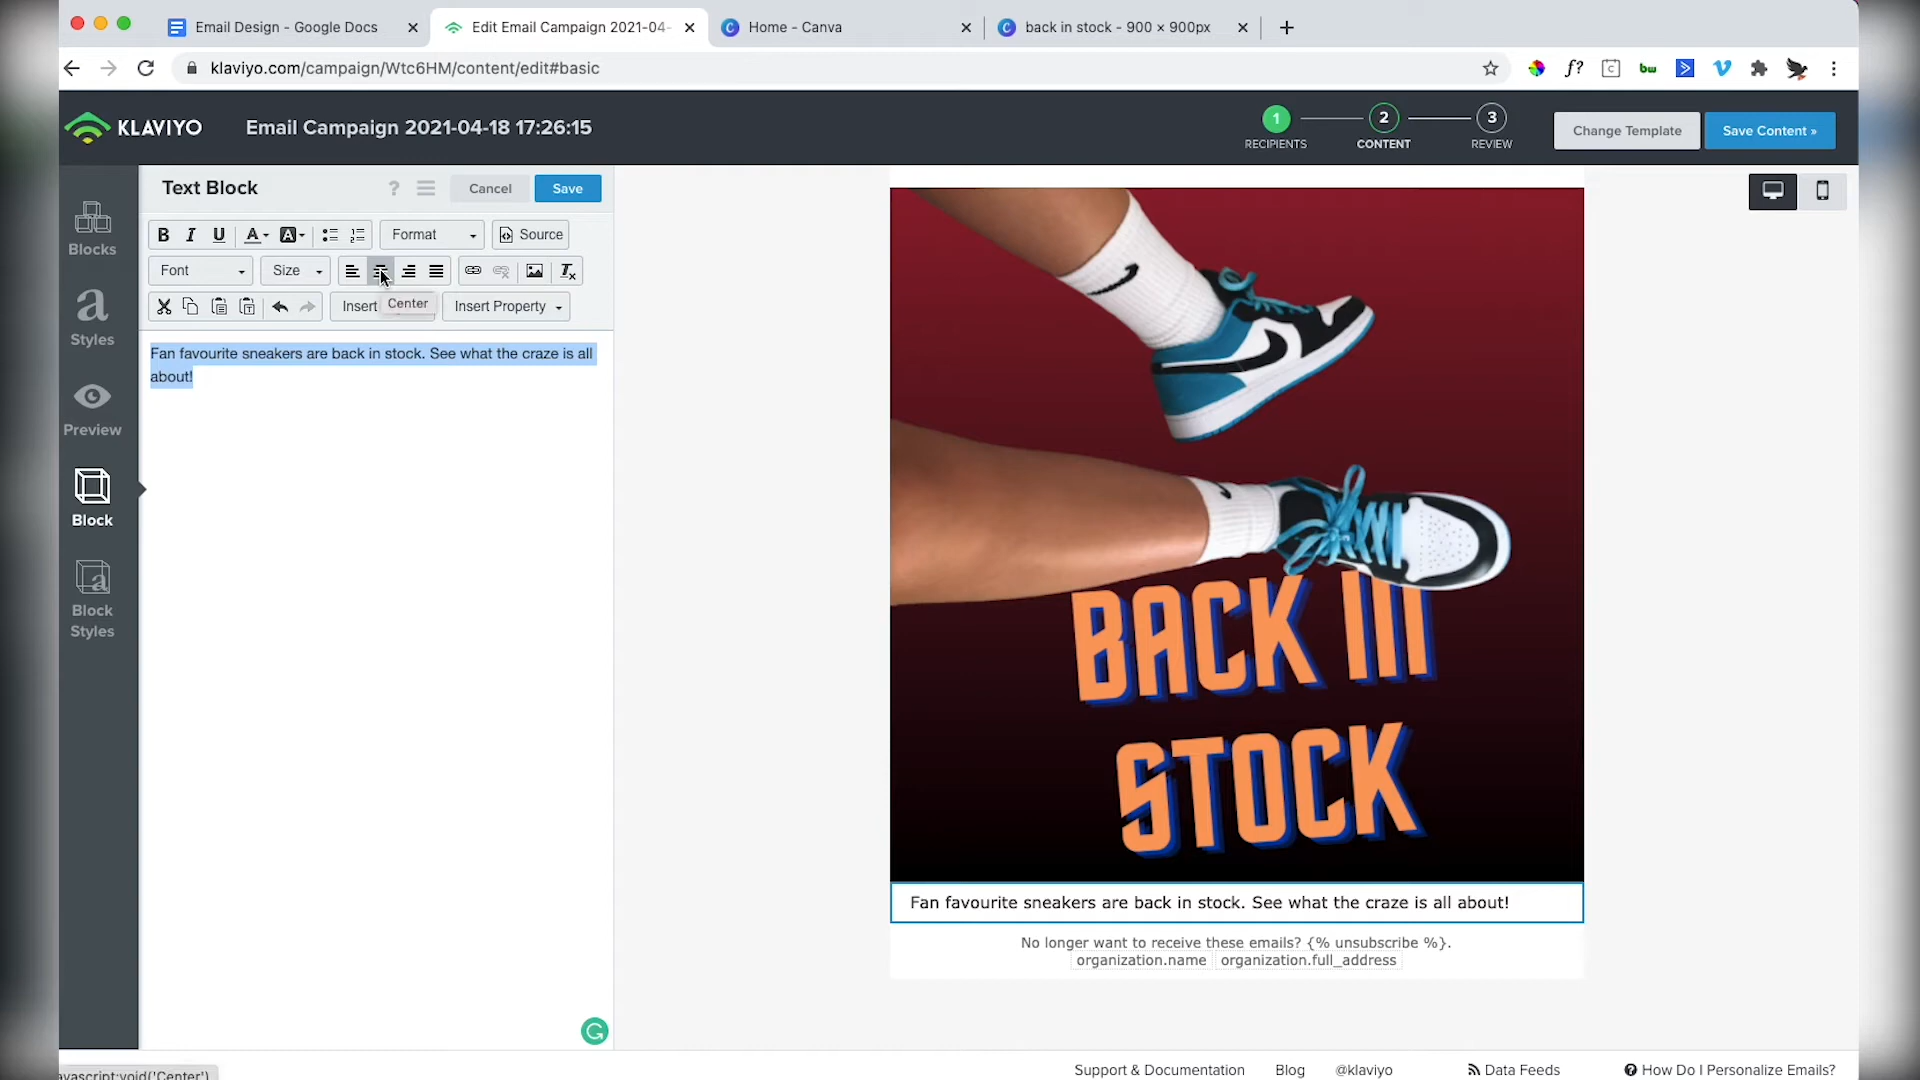 Email Design - Google Docs
Edit Email Campaign 2021-04-
Home - Canva
back in stock - 900 × 900px
klaviyo.com/campaign/Wtc6HM/content/edit#basic
f?
bw
KLAVIYO
Email Campaign 2021-04-18 17:26:15
1
RECIPIENTS
2
CONTENT
3
REVIEW
Change Template
Save Content »
Blocks
Styles
Preview
Block
Block
Styles
Text Block
?
Cancel
Save
B I U A A
Format
Source
Font
Size
Insert
Center
Insert Property
Fan favourite sneakers are back in stock. See what the craze is all
about!
BACK IN
STOCK
Fan favourite sneakers are back in stock. See what the craze is all about!
No longer want to receive these emails? {% unsubscribe %}.
organization.name organization.full_address
Support & Documentation
Blog
@klaviyo
Data Feeds
How Do I Personalize Emails?
avascript:void('Center')